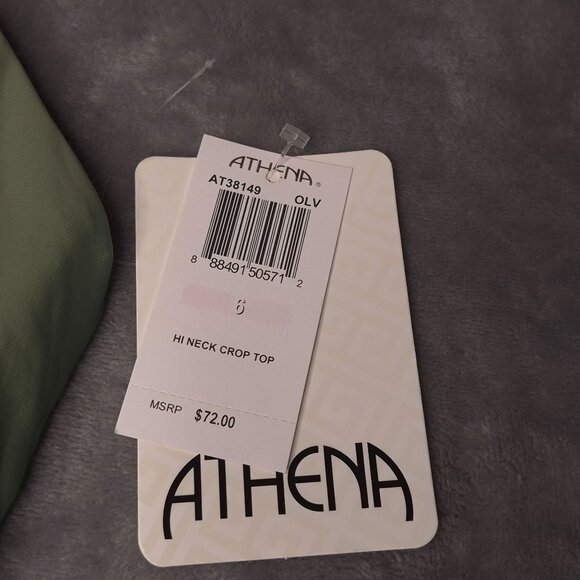 ATHENA®
AT38149 OLV
8 88491 50571 2
6
HI NECK CROP TOP
MSRP $72.00
ATHENA